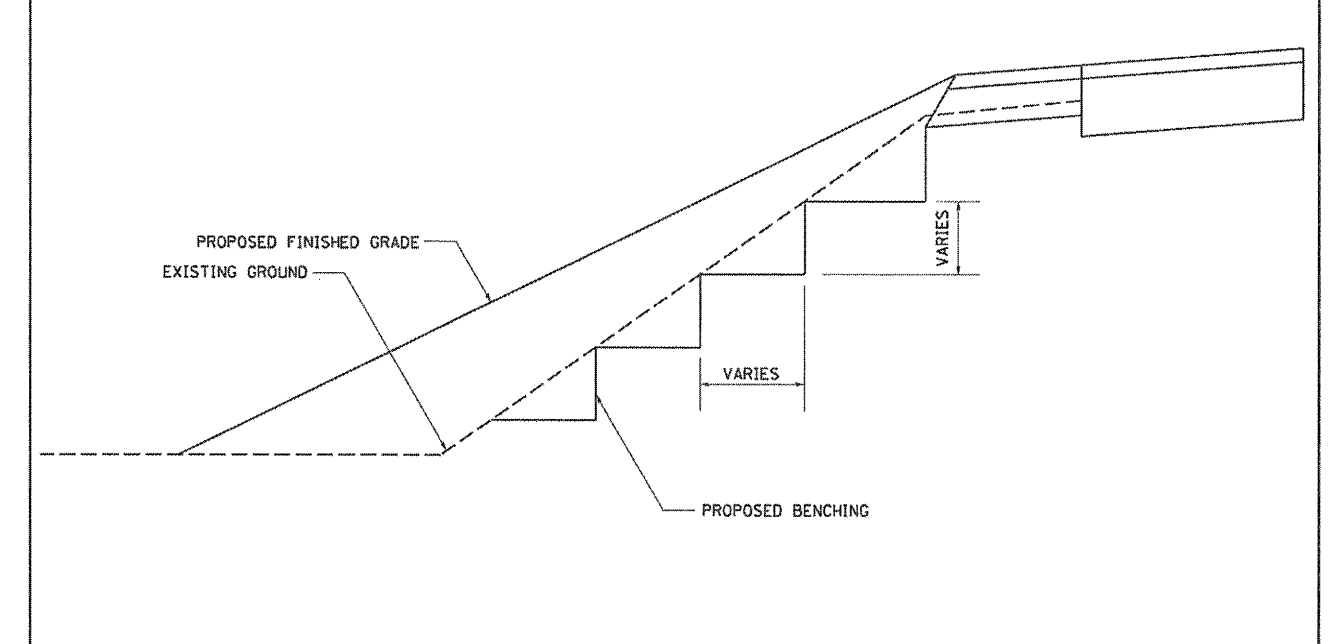 PROPOSED FINISHED GRADE
EXISTING GROUND
VARIES
VARIES
PROPOSED BENCHING